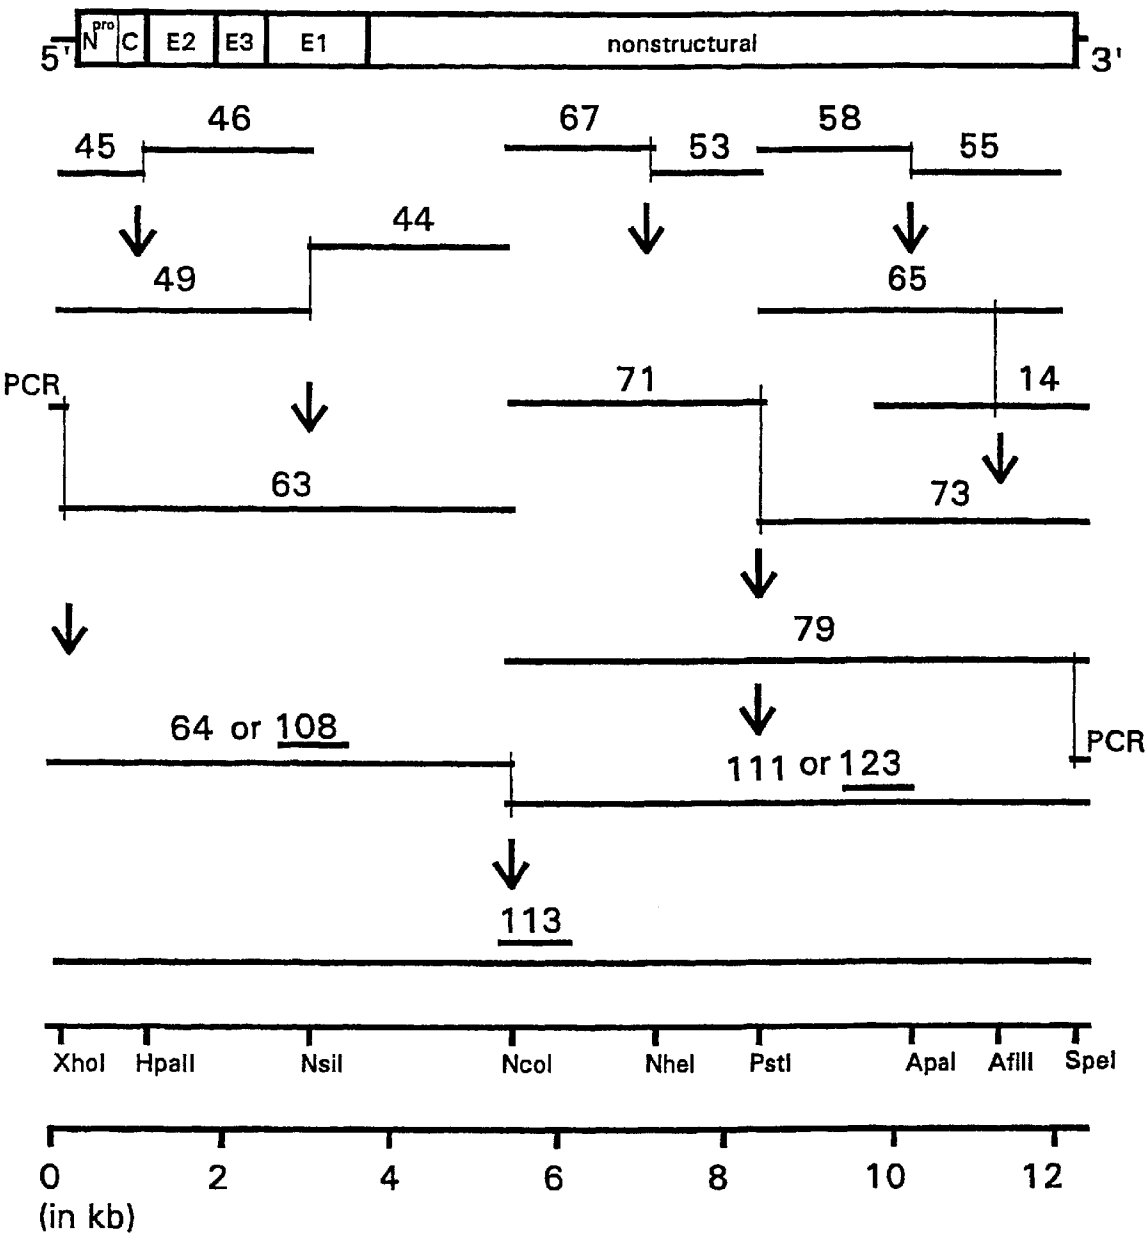 5' N pro C E2 E3 E1 nonstructural 3'
46 67 58
45 53 55
44
49 65
PCR 71 14
63 73
79
64 or 108 PCR
111 or 123
113
XhoI HpaII NsiI NcoI NheI PstI ApaI AflII SpeI
0 2 4 6 8 10 12
(in kb)